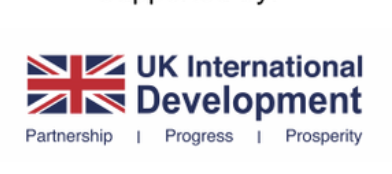 UK International
Development
Partnership | Progress | Prosperity